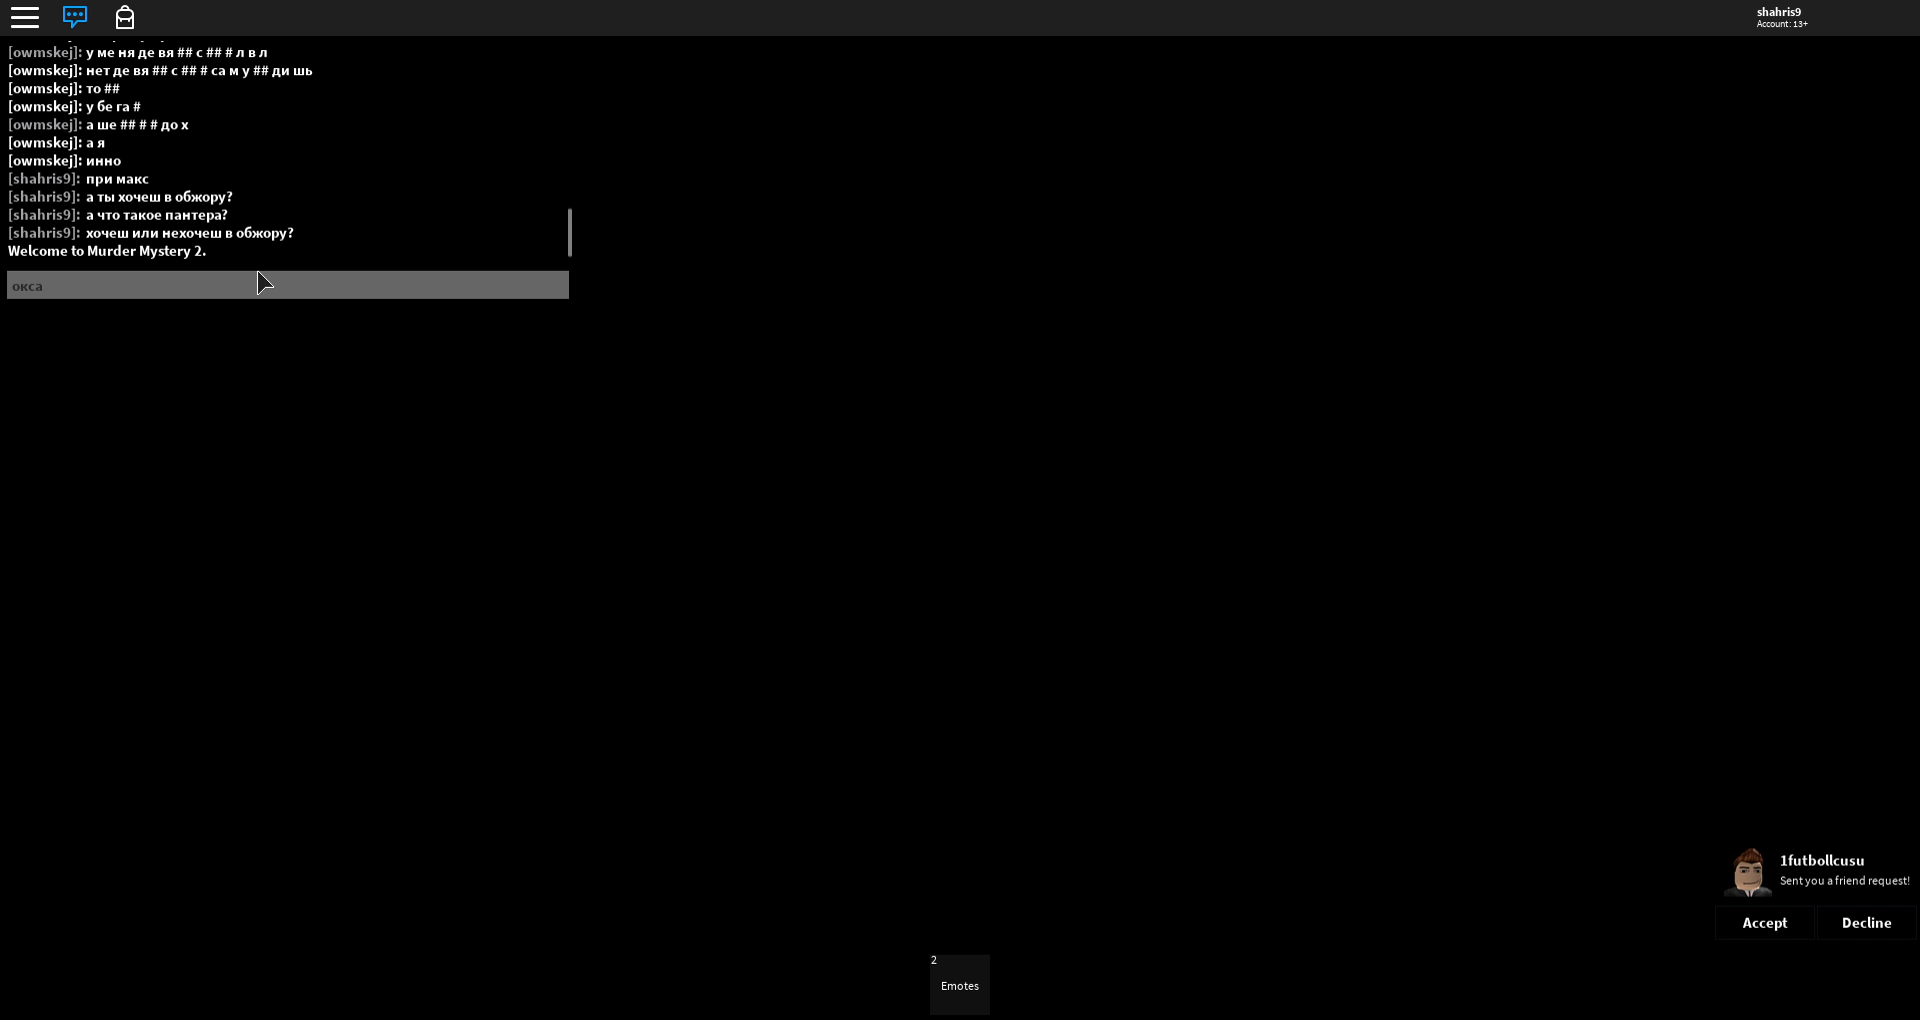 shahris9
Account: 13+
[owmskej]: у ме ня де вя ## с ## # л в л
[owmskej]: нет де вя ## с ## # са м у ## ди шь
[owmskej]: то ##
[owmskej]: у бе га #
[owmskej]: а ше ## # # до х
[owmskej]: а я
[owmskej]: инно
[shahris9]: при макс
[shahris9]: а ты хочеш в обжору?
[shahris9]: а что такое пантера?
[shahris9]: хочеш или нехочеш в обжору?
Welcome to Murder Mystery 2.
окса
1futbollcusu
Sent you a friend request!
Accept
Decline
2
Emotes